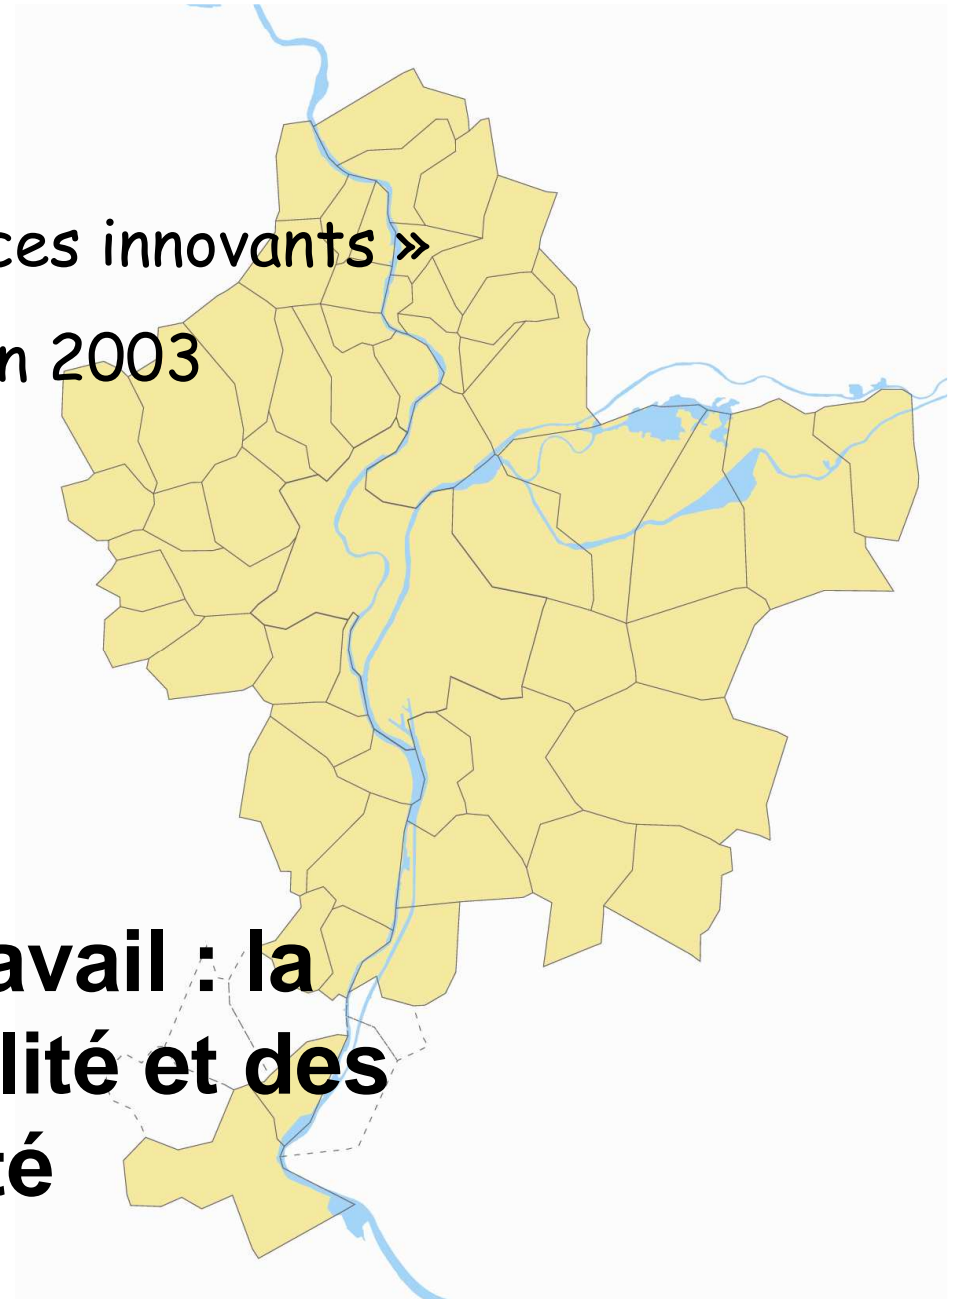 ces innovants »
n 2003
avail : la
lité et des
té